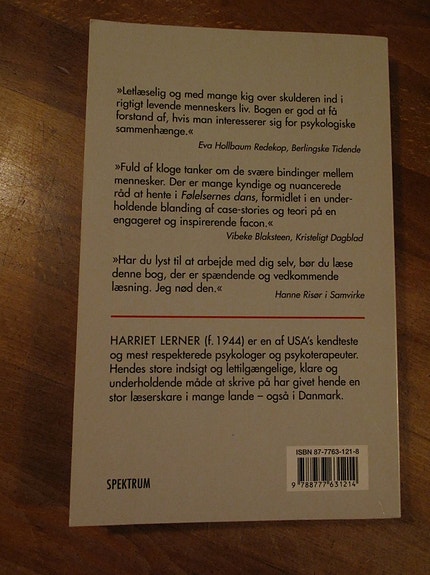 »Letlæselig og med mange kig over skulderen ind i
rigtigt levende menneskers liv. Bogen er god at få
forstand af, hvis man interesserer sig for psykologiske
sammenhænge.«
Eva Hollbaum Redekop, Berlingske Tidende
»Fuld af kloge tanker om de svære bindinger mellem
mennesker. Der er mange kyndige og nuancerede
råd at hente i Følelsernes dans, formidlet i en under-
holdende blanding af case-stories og teori på en
engageret og inspirerende facon.«
Vibeke Blaksteen, Kristeligt Dagblad
»Har du lyst til at arbejde med dig selv, bør du læse
denne bog, der er spændende og vedkommende
læsning. Jeg nød den.«
Hanne Risør i Samvirke
HARRIET LERNER (f. 1944) er en af USA's kendteste
og mest respekterede psykologer og psykoterapeuter.
Hendes store indsigt og lettilgængelige, klare og
underholdende måde at skrive på har givet hende en
stor læserskare i mange lande – også i Danmark.
ISBN 87-7763-121-8
9 788777 631214
SPEKTRUM